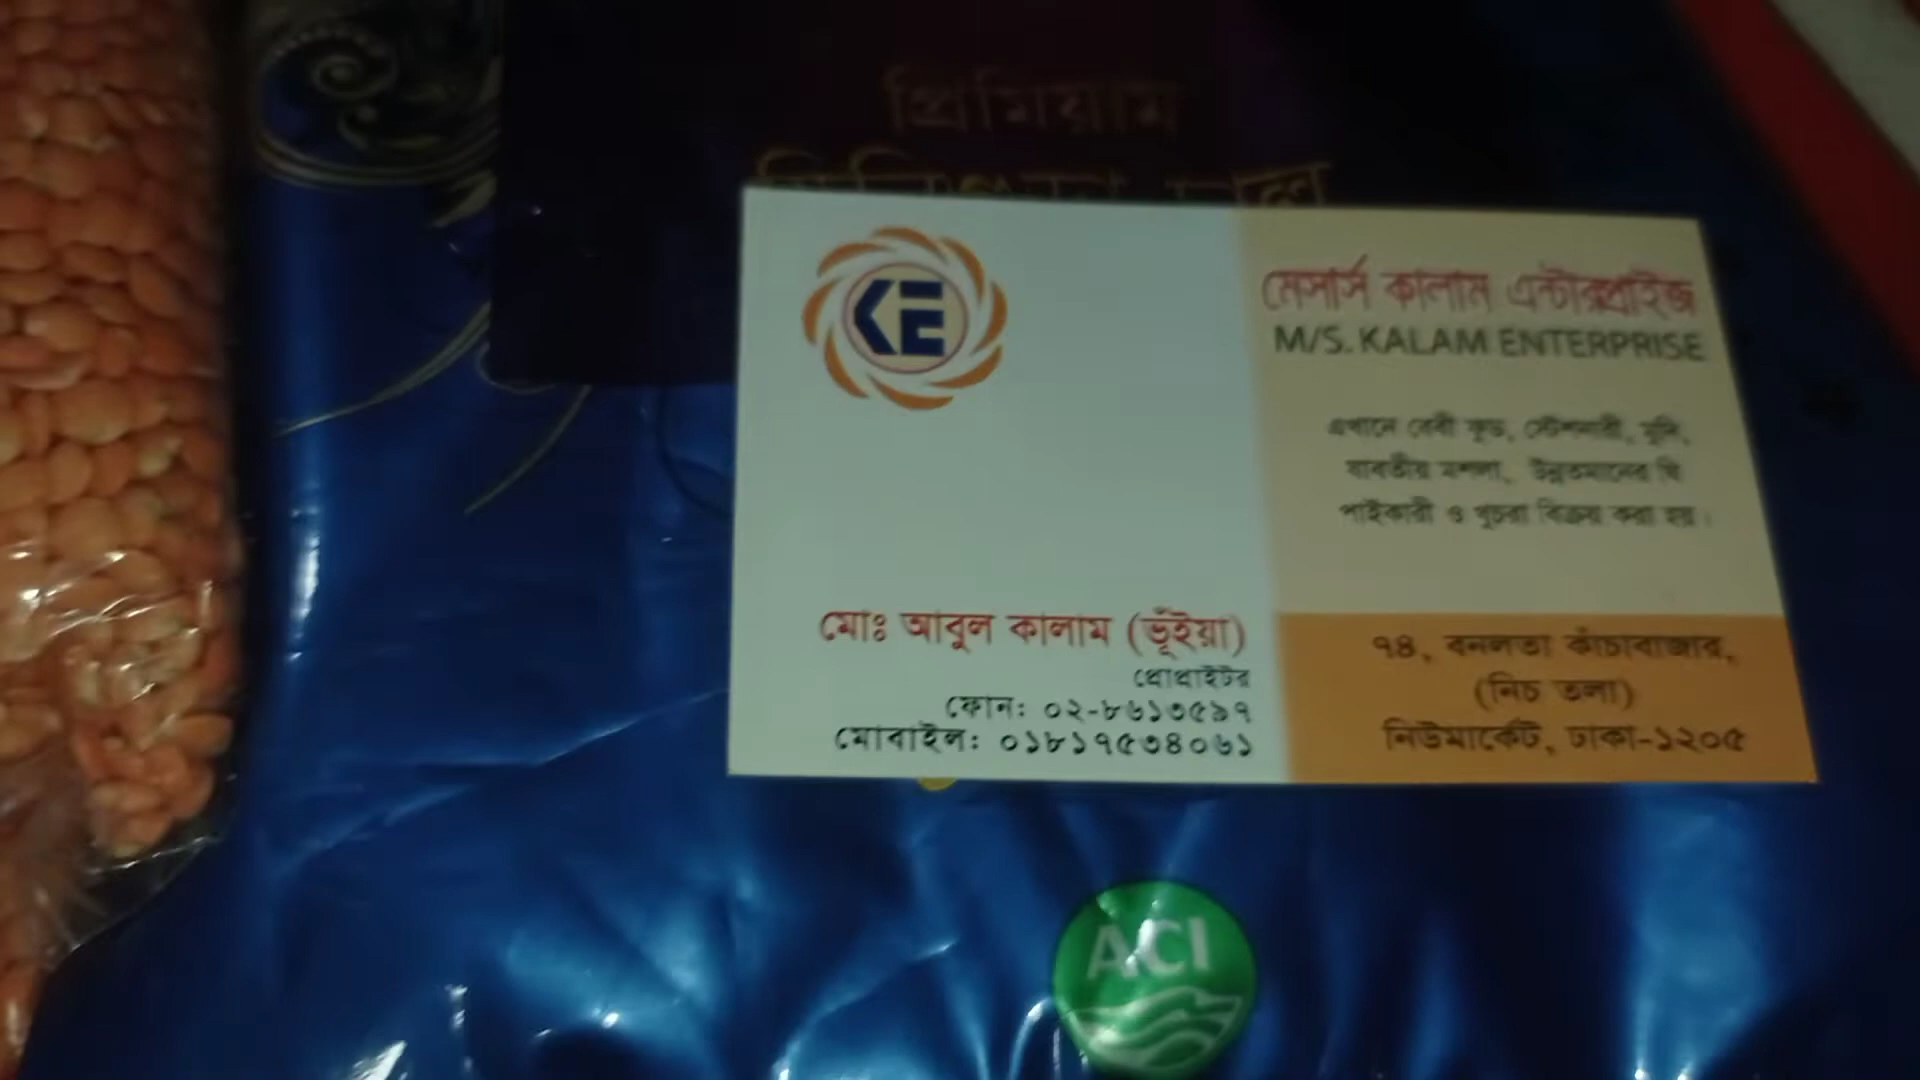 প্রিমিয়াম
KE
মেসার্স কালাম এন্টারপ্রাইজ
M/S. KALAM ENTERPRISE
এখানে বেবী ফুড, স্টেশনারী, মুদি,
যাবতীয় মশলা, উন্নতমানের ঘি
পাইকারী ও খুচরা বিক্রয় করা হয়।
মোঃ আবুল কালাম (ভূঁইয়া)
প্রোপ্রাইটর
ফোন: ০২-৮৬১৩৫৯৭
মোবাইল: ০১৮১৭৫৩৪০৬১
৭৪, বনলতা কাঁচাবাজার,
(নিচ তলা)
নিউমার্কেট, ঢাকা-১২০৫
ACI